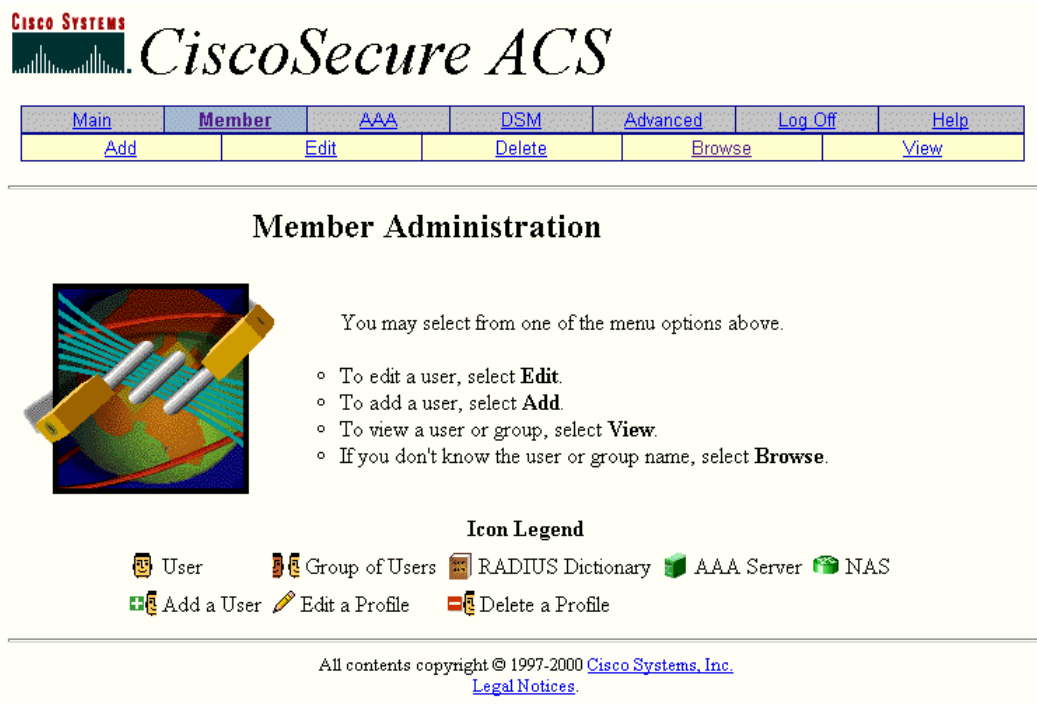 CISCO SYSTEMS
CiscoSecure ACS
Main Member AAA DSM Advanced Log Off Help
Add Edit Delete Browse View
Member Administration
You may select from one of the menu options above.
To edit a user, select Edit.
To add a user, select Add.
To view a user or group, select View.
If you don't know the user or group name, select Browse.
Icon Legend
User Group of Users RADIUS Dictionary AAA Server NAS
Add a User Edit a Profile Delete a Profile
All contents copyright © 1997-2000 Cisco Systems, Inc.
Legal Notices.